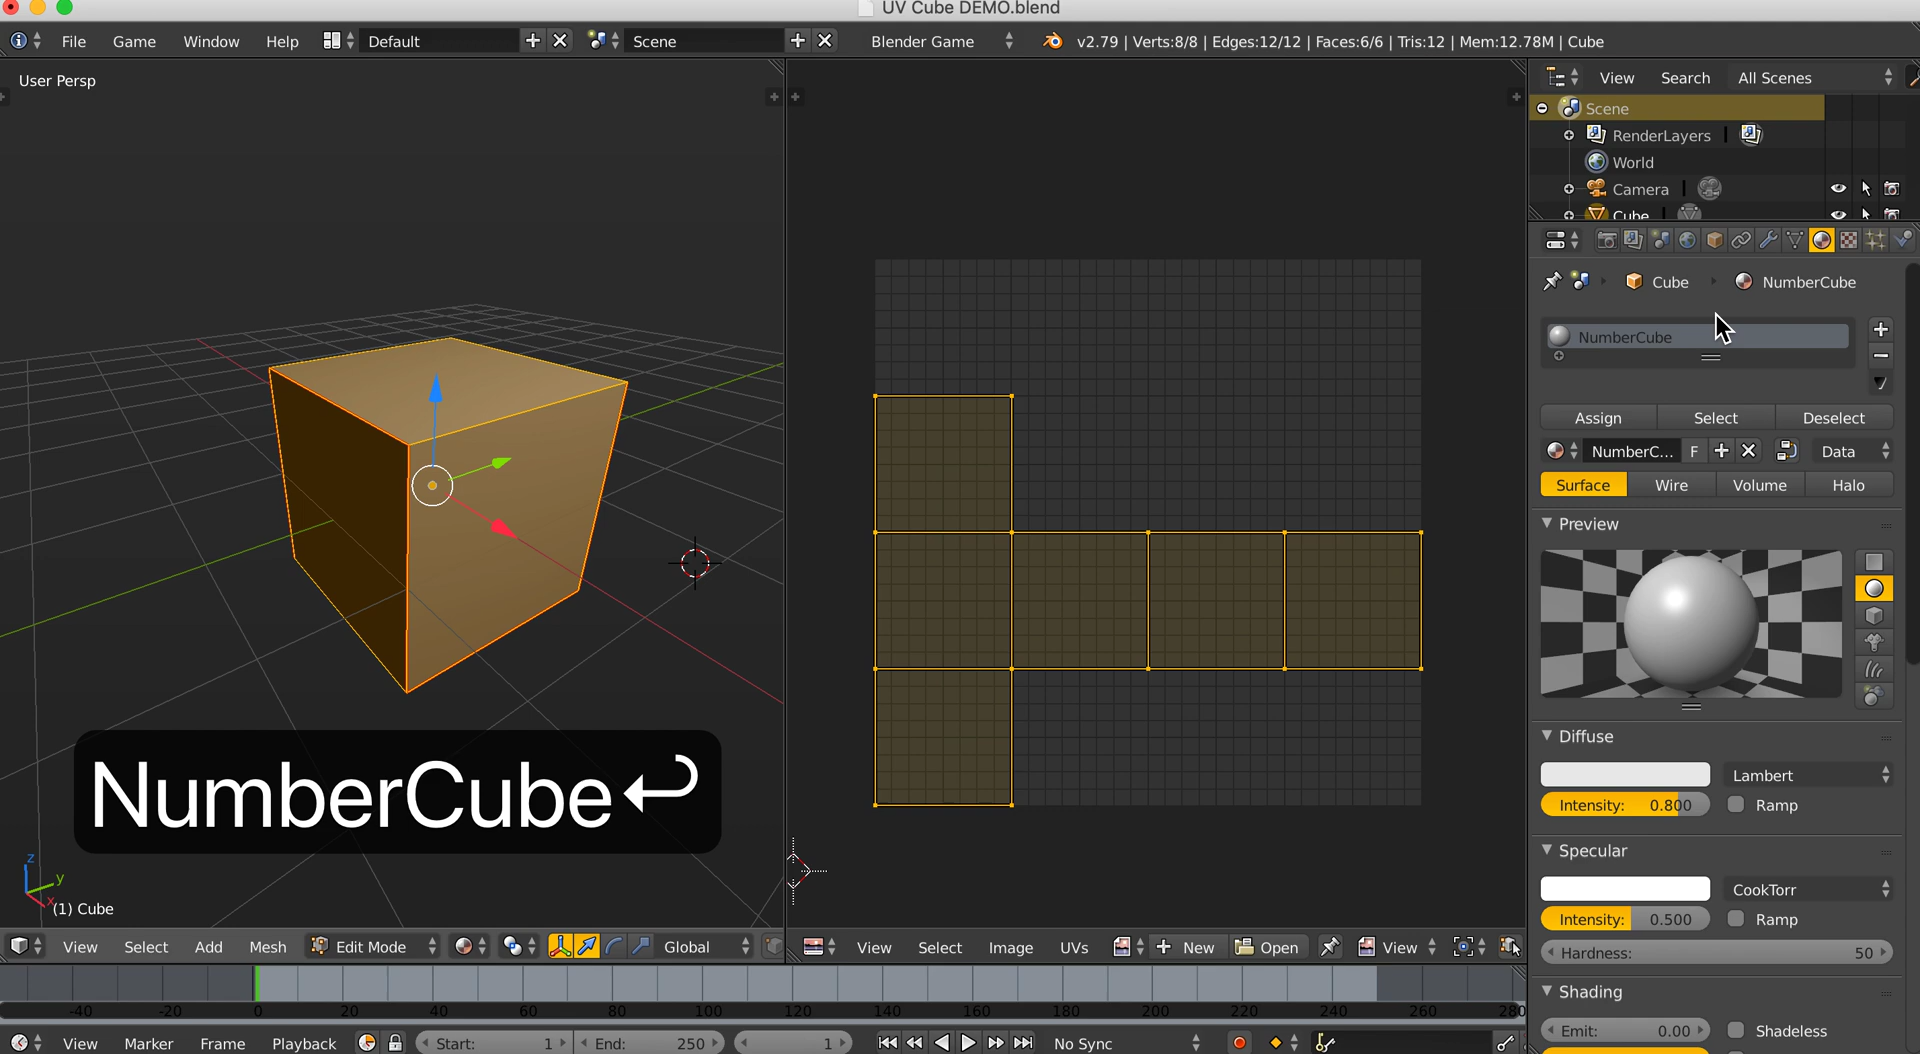 UV Cube DEMO.blend
File Game Window Help Default Scene Blender Game v2.79 | Verts:8/8 | Edges:12/12 | Faces:6/6 | Tris:12 | Mem:12.78M | Cube
User Persp
View Search All Scenes
Scene
RenderLayers
World
Camera
Cube
Cube NumberCube
NumberCube
Assign Select Deselect
NumberC... F Data
Surface Wire Volume Halo
Preview
Diffuse
Lambert
Intensity: 0.800 Ramp
Specular
CookTorr
Intensity: 0.500 Ramp
Hardness: 50
Shading
Emit: 0.00 Shadeless
NumberCube↩
z
y
x
(1) Cube
View Select Add Mesh Edit Mode Global
View Select Image UVs New Open View
-40 -20 0 20 40 60 80 100 120 140 160 180 200 220 240 260 280
View Marker Frame Playback Start: 1 End: 250 1 No Sync